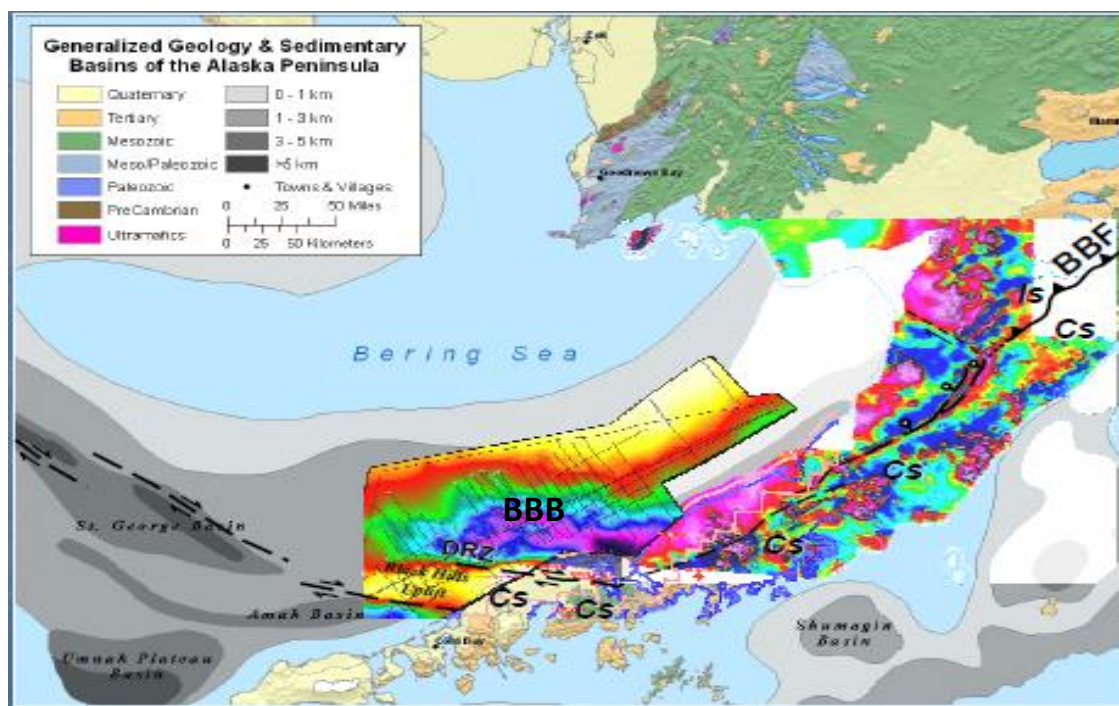 Generalized Geology & Sedimentary
Basins of the Alaska Peninsula
Quaternary
Tertiary
Mesozoic
Meso/Paleozoic
Paleozoic
PreCambrian
Ultramafics
0 - 1 km
1 - 3 km
3 - 5 km
>5 km
Towns & Villages
0 25 50 Miles
0 25 50 Kilometers
Goodnews Bay
BBF
Is
Cs
Bering Sea
Cs
BBB
St. George Basin
DRZ
Cs
Black Hills
Uplift
Cs
Cs
Amak Basin
Shumagin
Basin
Umnak Plateau
Basin